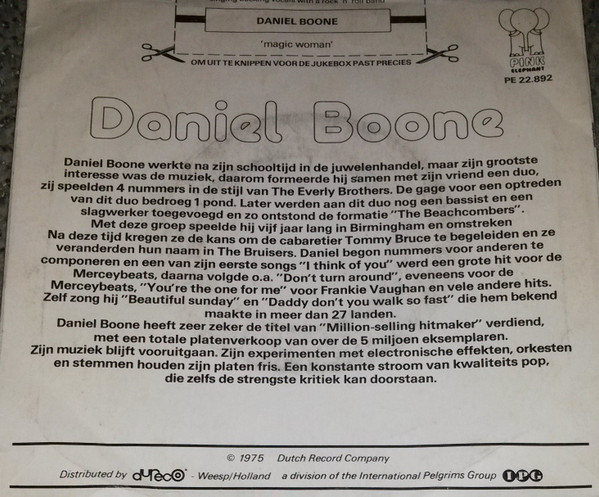 singing backing vocals with a rock 'n' roll band
DANIEL BOONE
'magic woman'
OM UIT TE KNIPPEN VOOR DE JUKEBOX PAST PRECIES
PINK
ELEPHANT
PE 22.892
Daniel Boone
Daniel Boone werkte na zijn schooltijd in de juwelenhandel, maar zijn grootste
interesse was de muziek, daarom formeerde hij samen met zijn vriend een duo,
zij speelden 4 nummers in de stijl van The Everly Brothers. De gage voor een optreden
van dit duo bedroeg 1 pond. Later werden aan dit duo nog een bassist en een
slagwerker toegevoegd en zo ontstond de formatie "The Beachcombers".
Met deze groep speelde hij vijf jaar lang in Birmingham en omstreken
Na deze tijd kregen ze de kans om de cabaretier Tommy Bruce te begeleiden en ze
veranderden hun naam in The Bruisers. Daniel begon nummers voor anderen te
componeren en een van zijn eerste songs "I think of you" werd een grote hit voor de
Merceybeats, daarna volgde o.a. "Don't turn around", eveneens voor de
Merceybeats, "You're the one for me" voor Frankie Vaughan en vele andere hits.
Zelf zong hij "Beautiful sunday" en "Daddy don't you walk so fast" die hem bekend
maakte in meer dan 27 landen.
Daniel Boone heeft zeer zeker de titel van "Million-selling hitmaker" verdiend,
met een totale platenverkoop van over de 5 miljoen eksemplaren.
Zijn muziek blijft vooruitgaan. Zijn experimenten met electronische effekten, orkesten
en stemmen houden zijn platen fris. Een konstante stroom van kwaliteits pop,
die zelfs de strengste kritiek kan doorstaan.
© 1975 Dutch Record Company
Distributed by dureco - Weesp/Holland a division of the International Pelgrims Group IPG